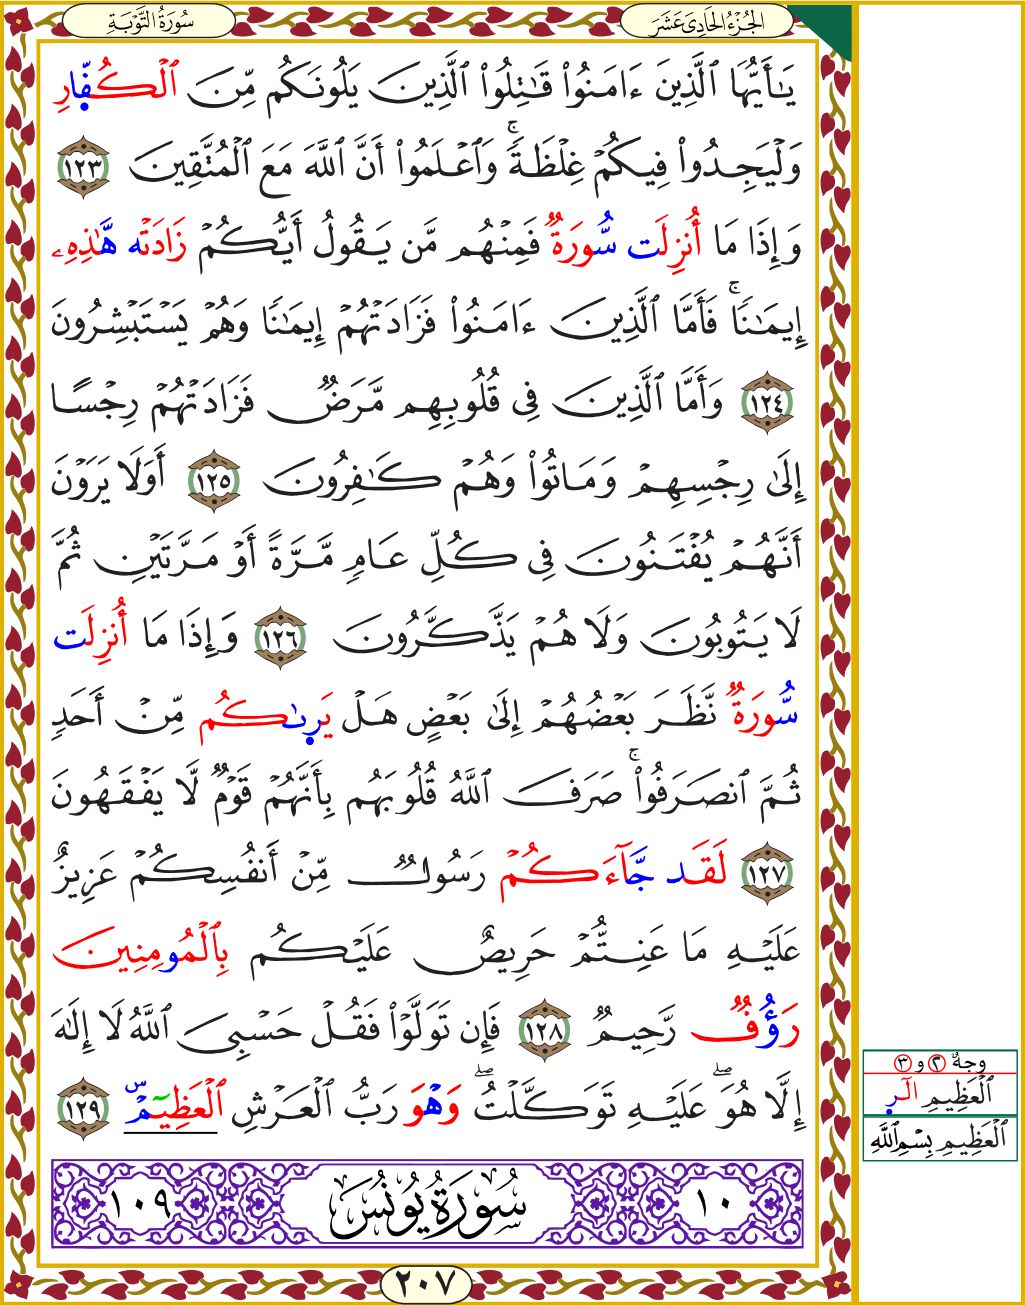 الجُزْءُ الحَادِىَ عَشَرَ
سُورَةُ التَّوْبَةِ
يَٰٓأَيُّهَا ٱلَّذِينَ ءَامَنُوا۟ قَٰتِلُوا۟ ٱلَّذِينَ يَلُونَكُم مِّنَ ٱلْكُفّ۪ارِ
وَلْيَجِدُوا۟ فِيكُمْ غِلْظَةًۚ وَٱعْلَمُوا۟ أَنَّ ٱللَّهَ مَعَ ٱلْمُتَّقِينَ ١٢٣
وَإِذَا مَا أُنزِلَت سُّورَةٌ فَمِنْهُم مَّن يَقُولُ أَيُّكُمْ زَادَتْه هَّٰذِهِۦ
إِيمَٰنًاۚ فَأَمَّا ٱلَّذِينَ ءَامَنُوا۟ فَزَادَتْهُمْ إِيمَٰنًا وَهُمْ يَسْتَبْشِرُونَ
١٢٤ وَأَمَّا ٱلَّذِينَ فِى قُلُوبِهِم مَّرَضٌ فَزَادَتْهُمْ رِجْسًا
إِلَىٰ رِجْسِهِمْ وَمَاتُوا۟ وَهُمْ كَٰفِرُونَ ١٢٥ أَوَلَا يَرَوْنَ
أَنَّهُمْ يُفْتَنُونَ فِى كُلِّ عَامٍ مَّرَّةً أَوْ مَرَّتَيْنِ ثُمَّ
لَا يَتُوبُونَ وَلَا هُمْ يَذَّكَّرُونَ ١٢٦ وَإِذَا مَا أُنزِلَت
سُّورَةٌ نَّظَرَ بَعْضُهُمْ إِلَىٰ بَعْضٍ هَلْ يَر۪ىٰكُم مِّنْ أَحَدٍ
ثُمَّ ٱنصَرَفُوا۟ۚ صَرَفَ ٱللَّهُ قُلُوبَهُم بِأَنَّهُمْ قَوْمٌ لَّا يَفْقَهُونَ
١٢٧ لَقَد جَّآءَكُمْ رَسُولٌ مِّنْ أَنفُسِكُمْ عَزِيزٌ
عَلَيْهِ مَا عَنِتُّمْ حَرِيصٌ عَلَيْكُم بِٱلْمُومِنِينَ
رَؤُفٌ رَّحِيمٌ ١٢٨ فَإِن تَوَلَّوْا۟ فَقُلْ حَسْبِىَ ٱللَّهُ لَا إِلَٰهَ
إِلَّا هُوَۖ عَلَيْهِ تَوَكَّلْتُۖ وَهْوَ رَبُّ ٱلْعَرْشِ ٱلْعَظِيمِ ١٢٩
وجهُ ٢ و ٣
ٱلْعَظِيمِ الٓر۪
ٱلْعَظِيمِ بِسْمِ ٱللَّهِ
١٠ سُورَةُ يُونُسَ ١٠٩
٢٠٧